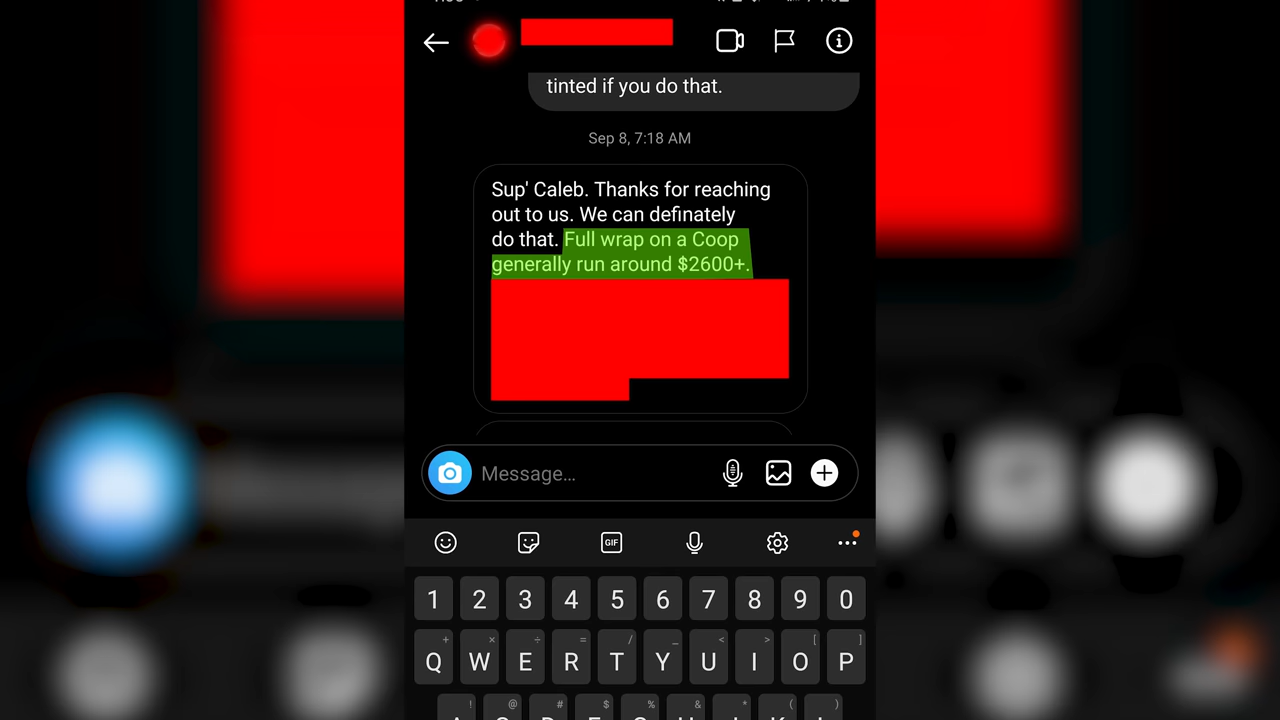 tinted if you do that.
Sep 8, 7:18 AM
Sup' Caleb. Thanks for reaching
out to us. We can definately
do that. Full wrap on a Coop
generally run around $2600+.
Message...
GIF
1 2 3 4 5 6 7 8 9 0
+ × ÷ = / _ < > [ ]
Q W E R T Y U I O P
! @ # $ % & * ( )